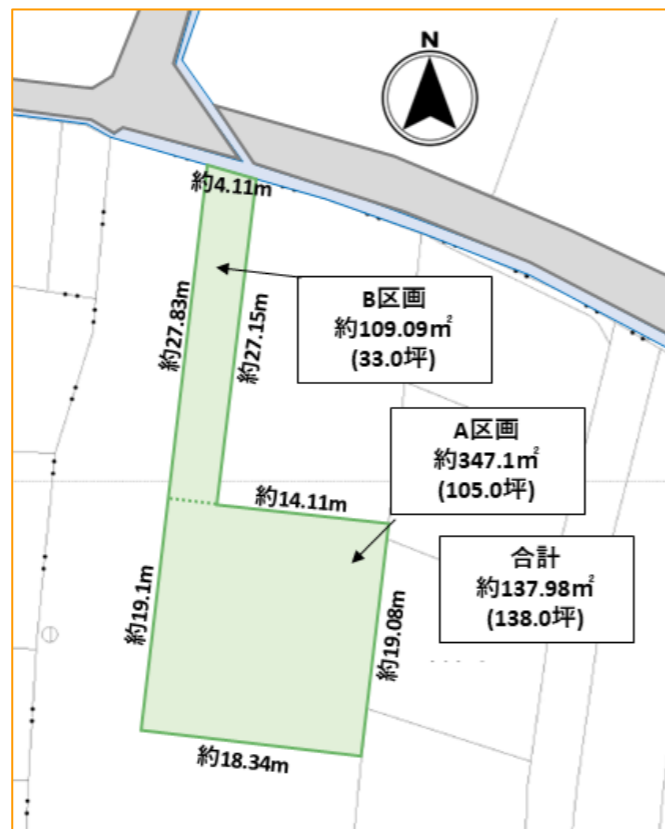 N
約4.11m
約27.83m
約27.15m
B区画
約109.09㎡
(33.0坪)
A区画
約347.1㎡
(105.0坪)
約14.11m
合計
約137.98㎡
(138.0坪)
約19.1m
約19.08m
約18.34m